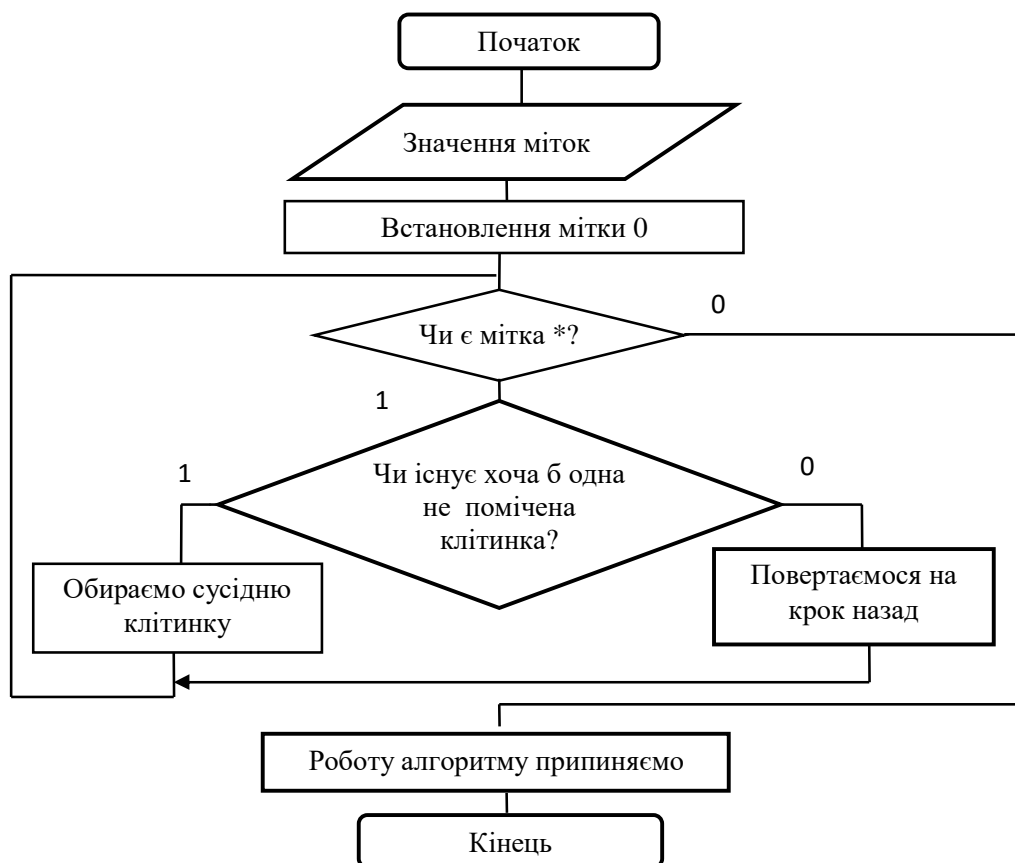 Початок
Значення міток
Встановлення мітки 0
0
Чи є мітка *?
1
1
Чи існує хоча б одна
не помічена
клітинка?
0
Обираємо сусідню
клітинку
Повертаємося на
крок назад
Роботу алгоритму припиняємо
Кінець